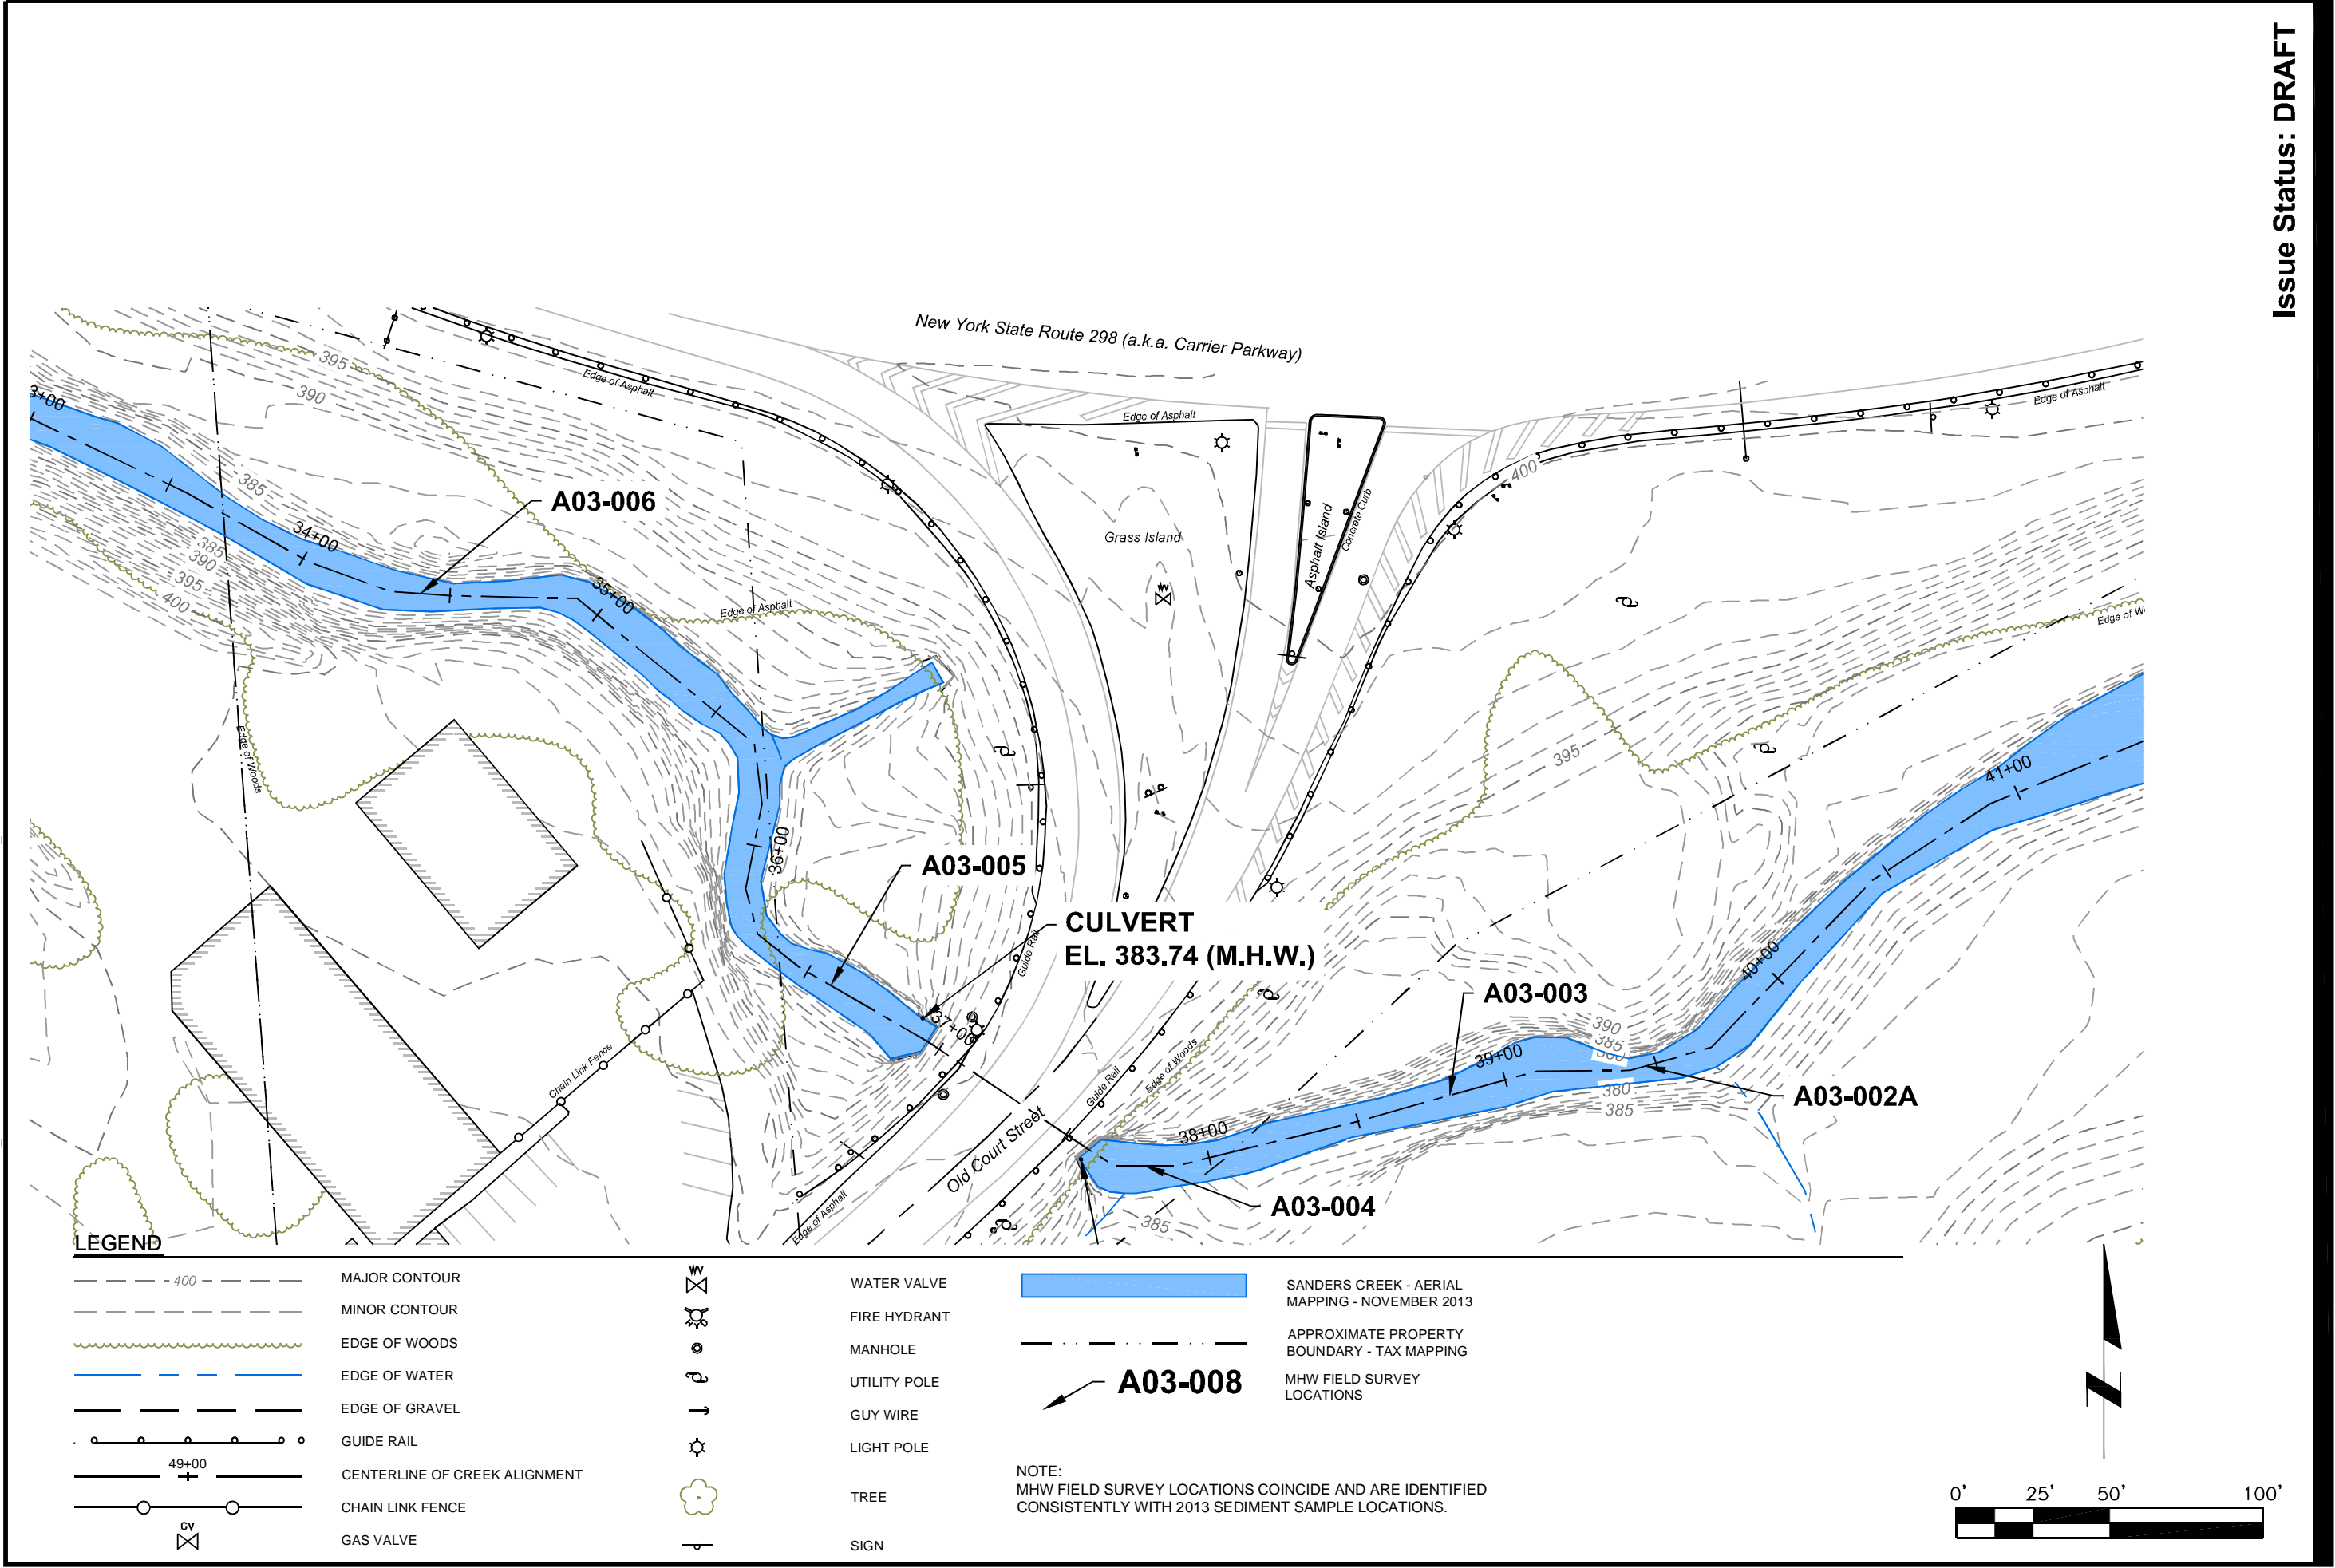 Issue Status: DRAFT
New York State Route 298 (a.k.a. Carrier Parkway)
395
390
Edge of Asphalt
Edge of Asphalt
Edge of Asphalt
3+00
385
A03-006
400
Grass Island
Asphalt Island
Concrete Curb
WV
34+00
385
390
395
400
35+00
Edge of Asphalt
Edge of W
Edge of Woods
395
41+00
36+00
A03-005
CULVERT
EL. 383.74 (M.H.W.)
Guide Rail
40+00
A03-003
37+00
390
385
380
39+00
Chain Link Fence
Guide Rail
Edge of Woods
380
385
A03-002A
Old Court Street
38+00
A03-004
385
Edge of Asphalt
LEGEND
400
MAJOR CONTOUR
MINOR CONTOUR
EDGE OF WOODS
EDGE OF WATER
EDGE OF GRAVEL
GUIDE RAIL
49+00
CENTERLINE OF CREEK ALIGNMENT
CHAIN LINK FENCE
GV
GAS VALVE
WV
WATER VALVE
FIRE HYDRANT
MANHOLE
UTILITY POLE
GUY WIRE
LIGHT POLE
TREE
SIGN
SANDERS CREEK - AERIAL
MAPPING - NOVEMBER 2013
APPROXIMATE PROPERTY
BOUNDARY - TAX MAPPING
A03-008
MHW FIELD SURVEY
LOCATIONS
NOTE:
MHW FIELD SURVEY LOCATIONS COINCIDE AND ARE IDENTIFIED
CONSISTENTLY WITH 2013 SEDIMENT SAMPLE LOCATIONS.
N
0' 25' 50' 100'